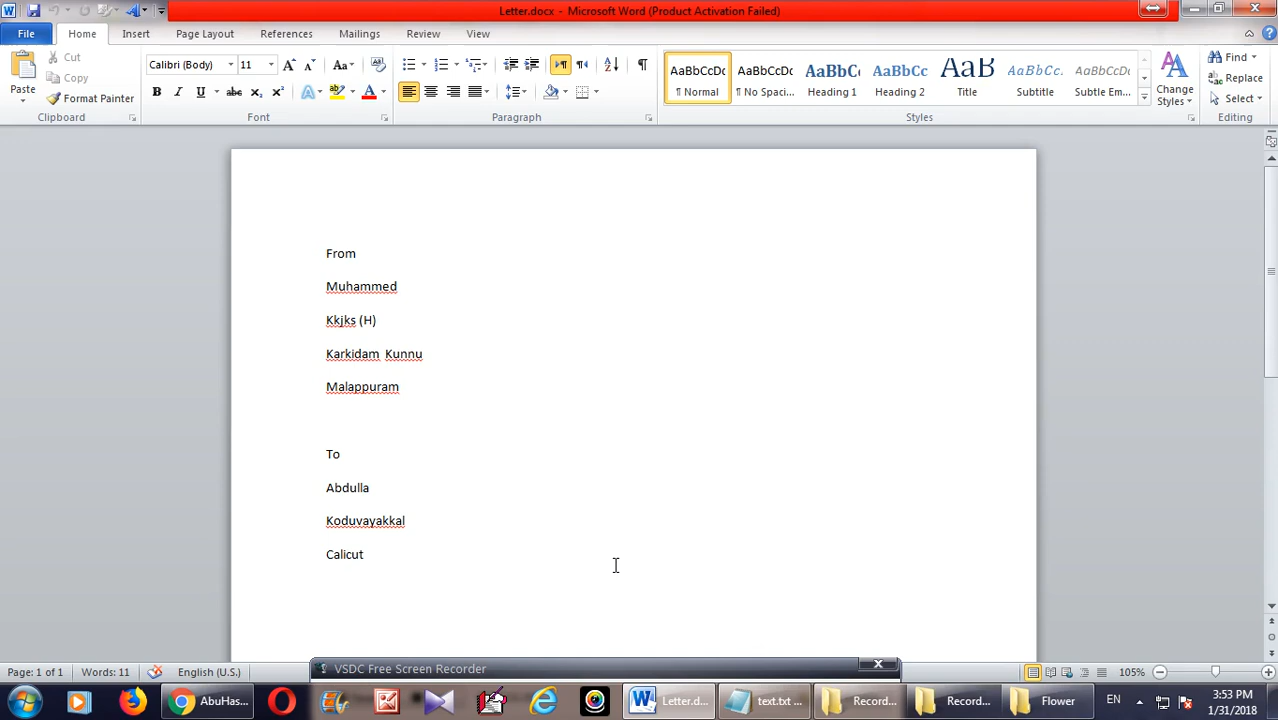 Letter.docx - Microsoft Word (Product Activation Failed)
File Home Insert Page Layout References Mailings Review View
Paste
Cut
Copy
Format Painter
Clipboard
Calibri (Body) 11
Font
Paragraph
AaBbCcDc AaBbCcDc AaBbCc AaBbCc AaB AaBbCc. AaBbCcDc
¶ Normal ¶ No Spaci... Heading 1 Heading 2 Title Subtitle Subtle Em...
Change Styles
Styles
Find
Replace
Select
Editing
From
Muhammed
Kkjks (H)
Karkidam Kunnu
Malappuram
To
Abdulla
Koduvayakkal
Calicut
VSDC Free Screen Recorder
Page: 1 of 1 Words: 11 English (U.S.) 105%
AbuHas... Letter.d... text.txt ... Record... Record... Flower EN
3:53 PM
1/31/2018